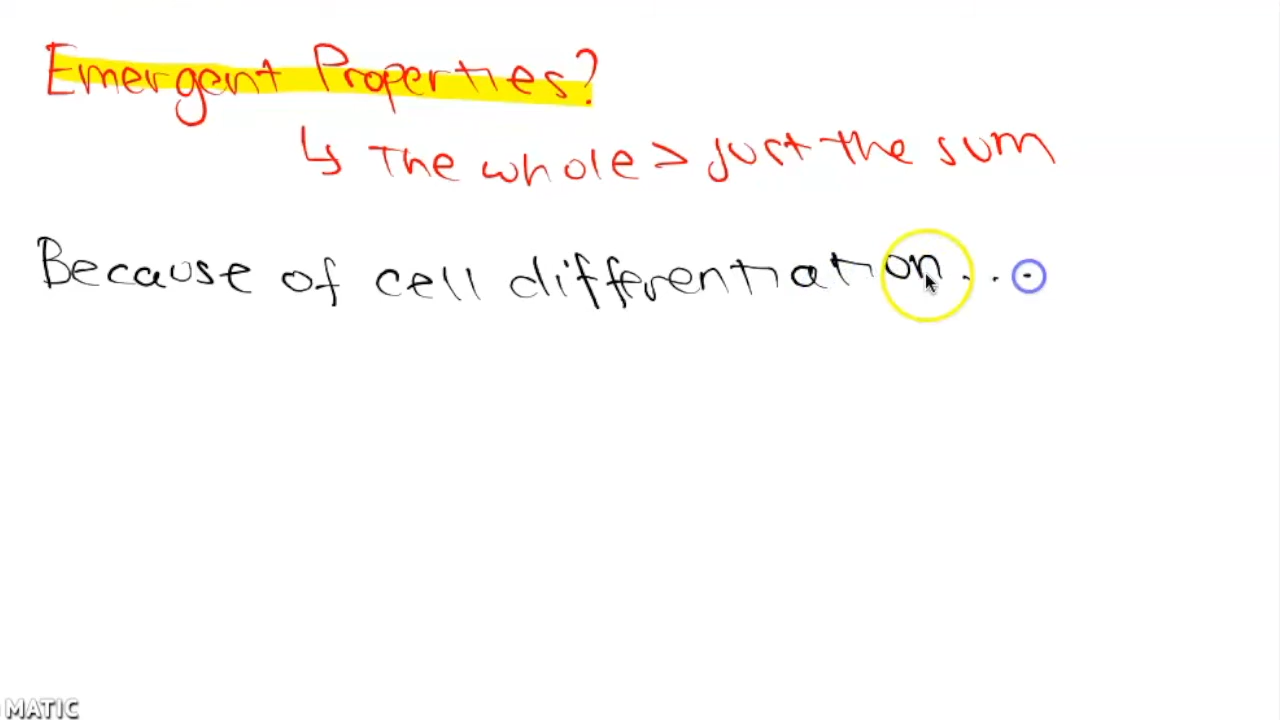 Emergent Properties?
↳ The whole > just the sum
Because of cell differentiation...
MATIC